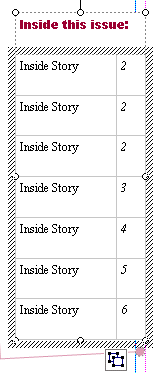 Inside this issue:
Inside Story 2
Inside Story 2
Inside Story 2
Inside Story 3
Inside Story 4
Inside Story 5
Inside Story 6